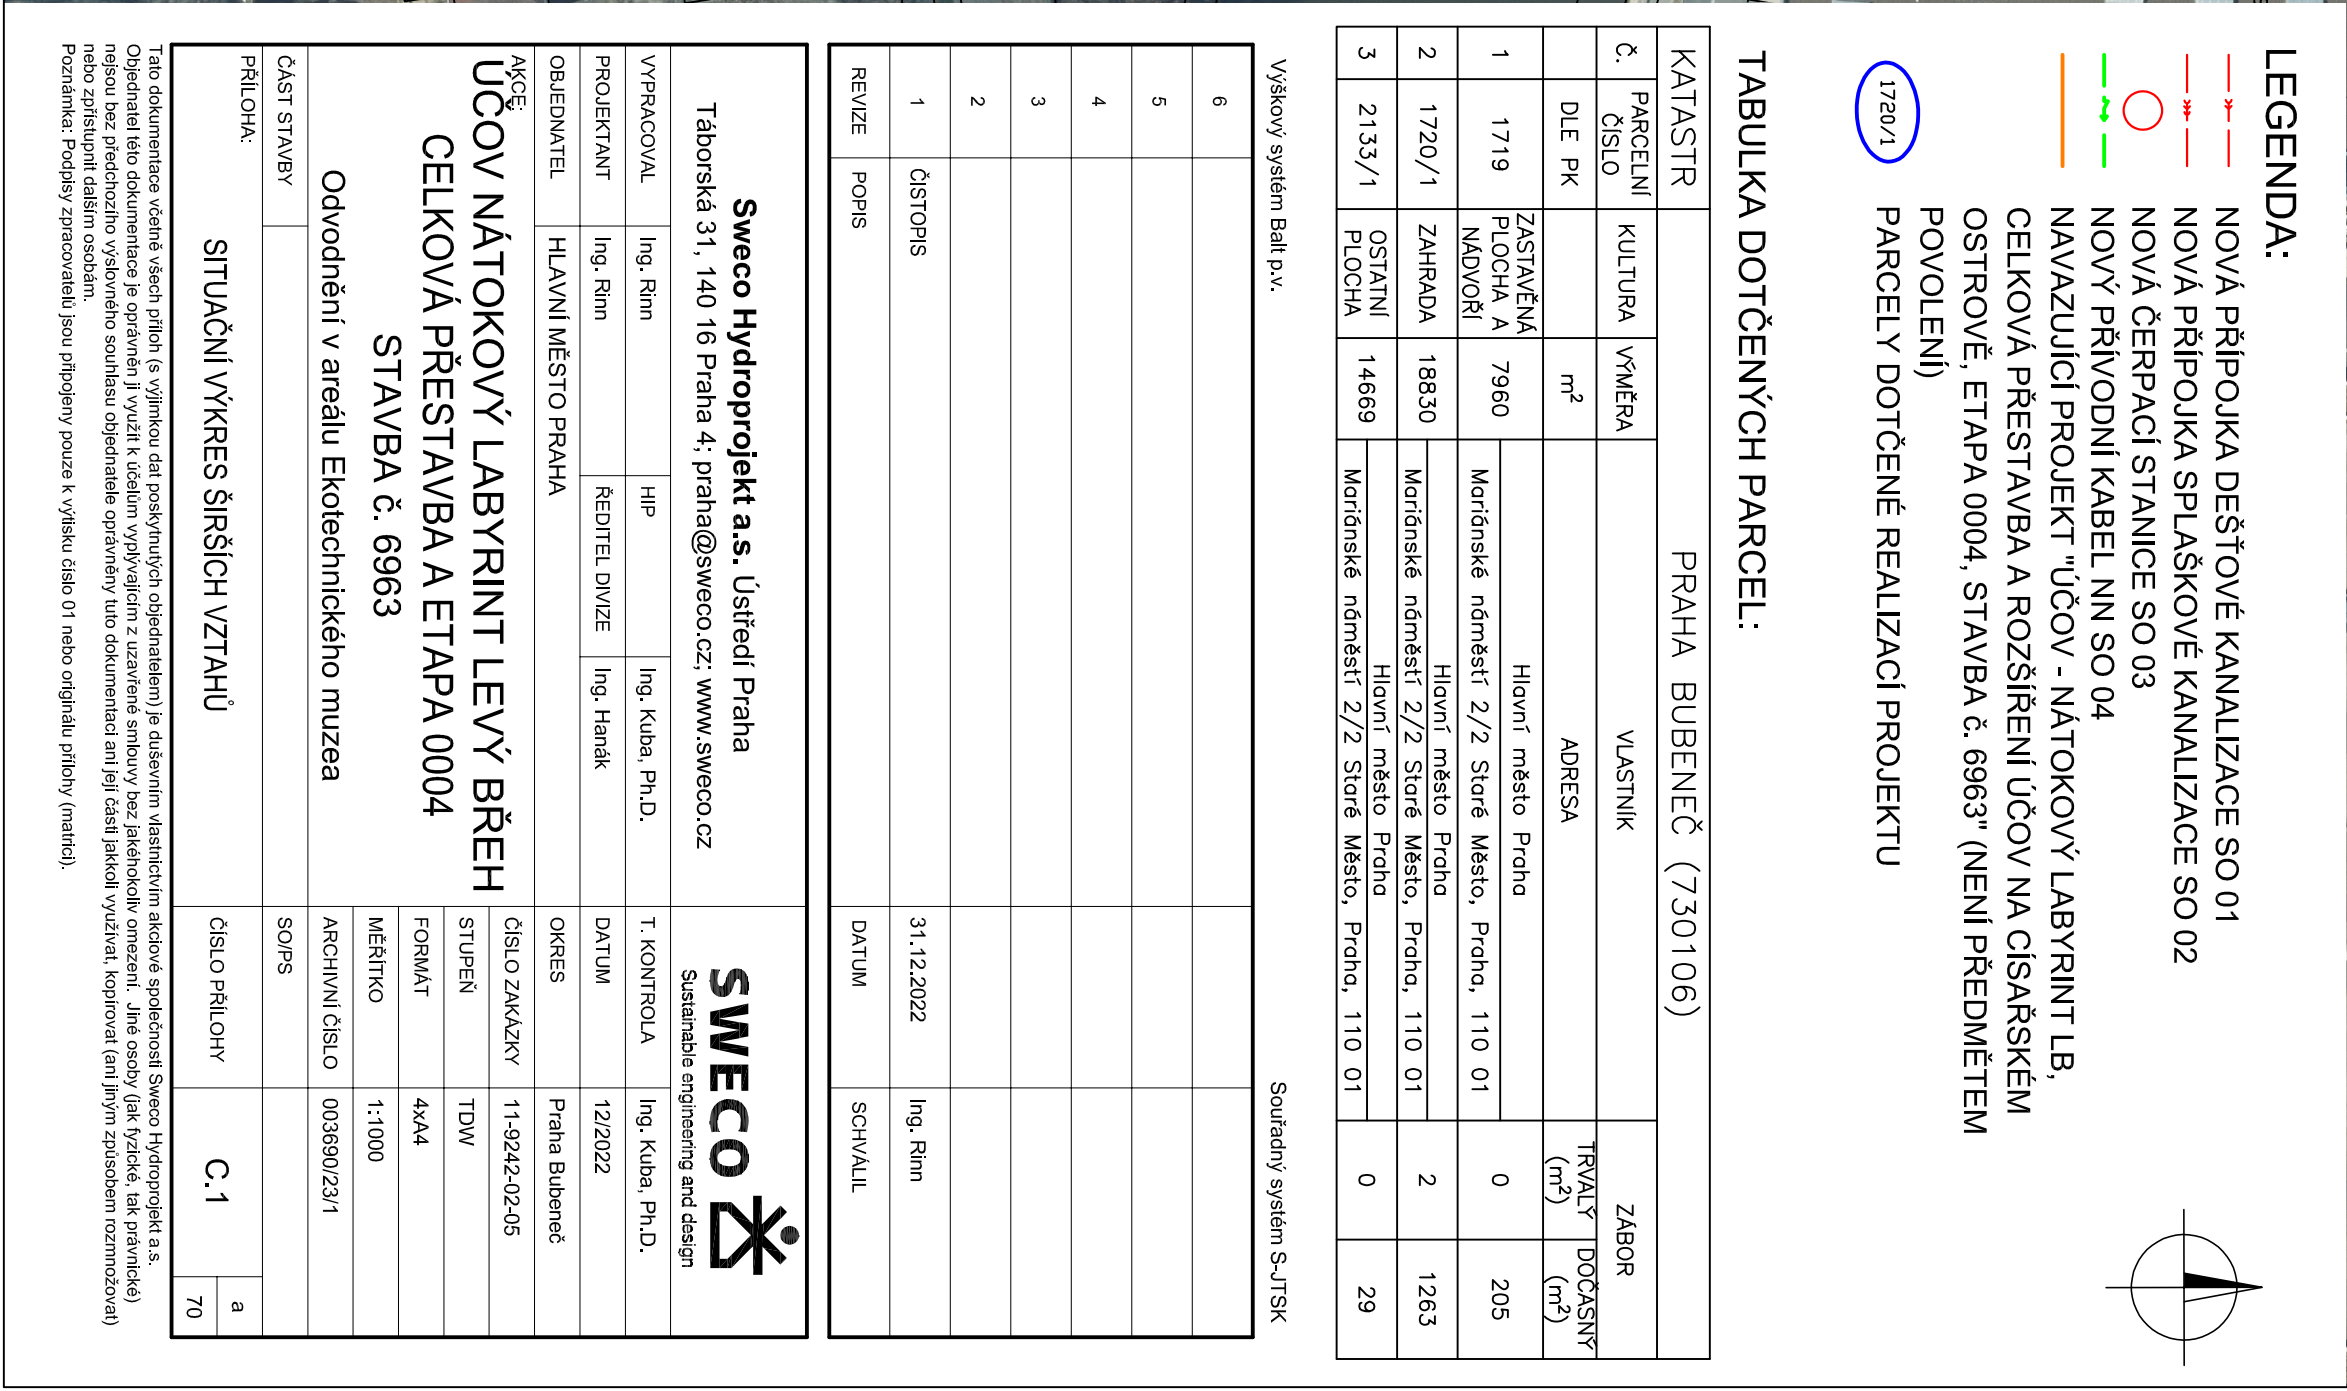 LEGENDA:
NOVÁ PŘÍPOJKA DEŠŤOVÉ KANALIZACE SO 01
NOVÁ PŘÍPOJKA SPLAŠKOVÉ KANALIZACE SO 02
NOVÁ ČERPACÍ STANICE SO 03
NOVÝ PŘÍVODNÍ KABEL NN SO 04
NAVAZUJÍCÍ PROJEKT "ÚČOV - NÁTOKOVÝ LABYRINT LB,
CELKOVÁ PŘESTAVBA A ROZŠÍŘENÍ ÚČOV NA CÍSAŘSKÉM
OSTROVĚ, ETAPA 0004, STAVBA č. 6963" (NENÍ PŘEDMĚTEM
POVOLENÍ)
1720/1 PARCELY DOTČENÉ REALIZACÍ PROJEKTU
TABULKA DOTČENÝCH PARCEL:
KATASTR PRAHA BUBENEČ (730106)
Č. PARCELNÍ ČÍSLO KULTURA VÝMĚRA VLASTNÍK ZÁBOR
DLE PK m² ADRESA TRVALÝ (m²) DOČASNÝ (m²)
1 1719 ZASTAVĚNÁ PLOCHA A NÁDVOŘÍ 7960 Hlavní město Praha 0 205
Mariánské náměstí 2/2 Staré Město, Praha, 110 01
2 1720/1 ZAHRADA 18830 Hlavní město Praha 2 1263
Mariánské náměstí 2/2 Staré Město, Praha, 110 01
3 2133/1 OSTATNÍ PLOCHA 14669 Hlavní město Praha 0 29
Mariánské náměstí 2/2 Staré Město, Praha, 110 01
Výškový systém Balt p.v. Souřadný systém S-JTSK
6
5
4
3
2
1 ČISTOPIS 31.12.2022 Ing. Rinn
REVIZE POPIS DATUM SCHVÁLIL
Sweco Hydroprojekt a.s. Ústředí Praha
Táborská 31, 140 16 Praha 4; praha@sweco.cz; www.sweco.cz
SWECO
Sustainable engineering and design
VYPRACOVAL Ing. Rinn HIP Ing. Kuba, Ph.D. T. KONTROLA Ing. Kuba, Ph.D.
PROJEKTANT Ing. Rinn ŘEDITEL DIVIZE Ing. Hanák DATUM 12/2022
OBJEDNATEL HLAVNÍ MĚSTO PRAHA OKRES Praha Bubeneč
AKCE:
ÚČOV NÁTOKOVÝ LABYRINT LEVÝ BŘEH
CELKOVÁ PŘESTAVBA A ETAPA 0004
STAVBA č. 6963
Odvodnění v areálu Ekotechnického muzea
ČÍSLO ZAKÁZKY 11-9242-02-05
STUPEŇ TDW
FORMÁT 4xA4
MĚŘÍTKO 1:1000
ARCHIVNÍ ČÍSLO 003690/23/1
ČÁST STAVBY SO/PS
PŘÍLOHA:
SITUAČNÍ VÝKRES ŠIRŠÍCH VZTAHŮ
ČÍSLO PŘÍLOHY C.1 a
70
Tato dokumentace včetně všech příloh (s výjimkou dat poskytnutých objednatelem) je duševním vlastnictvím akciové společnosti Sweco Hydroprojekt a.s.
Objednatel této dokumentace je oprávněn ji využít k účelům vyplývajícím z uzavřené smlouvy bez jakéhokoliv omezení. Jiné osoby (jak fyzické, tak právnické)
nejsou bez předchozího výslovného souhlasu objednatele oprávněny tuto dokumentaci ani její části jakkoli využívat, kopírovat (ani jiným způsobem rozmnožovat)
nebo zpřístupnit dalším osobám.
Poznámka: Podpisy zpracovatelů jsou připojeny pouze k výtisku číslo 01 nebo originálu přílohy (matrici).